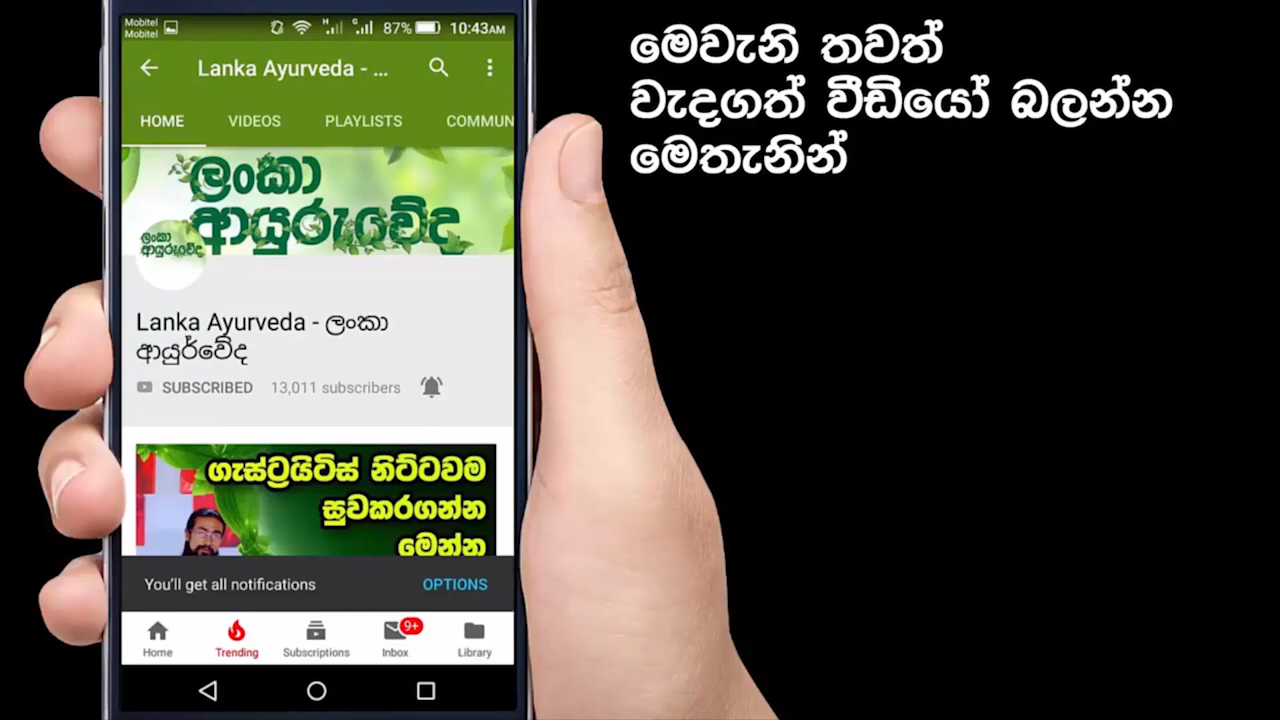 Mobitel
Mobitel
H
G
87%
10:43AM
Lanka Ayurveda - ...
HOME
VIDEOS
PLAYLISTS
COMMUN
ලංකා
ආයුරුවේද
ලංකා
ආයුරුවේද
Lanka Ayurveda - ලංකා
ආයුර්වේද
SUBSCRIBED
13,011 subscribers
ගැස්ට්‍රයිටිස් නිට්ටවම
සුවකරගන්න
මෙන්න
You'll get all notifications
OPTIONS
9+
Home
Trending
Subscriptions
Inbox
Library
මෙවැනි තවත්
වැදගත් වීඩියෝ බලන්න
මෙතැනින්